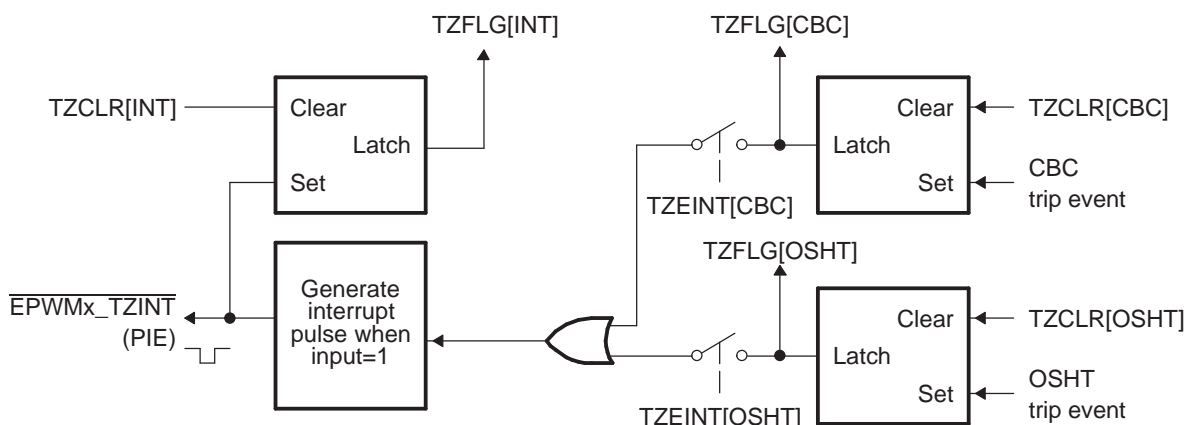 TZFLG[INT]
TZFLG[CBC]
TZCLR[INT]
Clear
Latch
Set
Clear
TZCLR[CBC]
Latch
Set
CBC
trip event
TZEINT[CBC]
TZFLG[OSHT]
EPWMx_TZINT
(PIE)
Generate
interrupt
pulse when
input=1
Clear
TZCLR[OSHT]
Latch
Set
OSHT
trip event
TZEINT[OSHT]